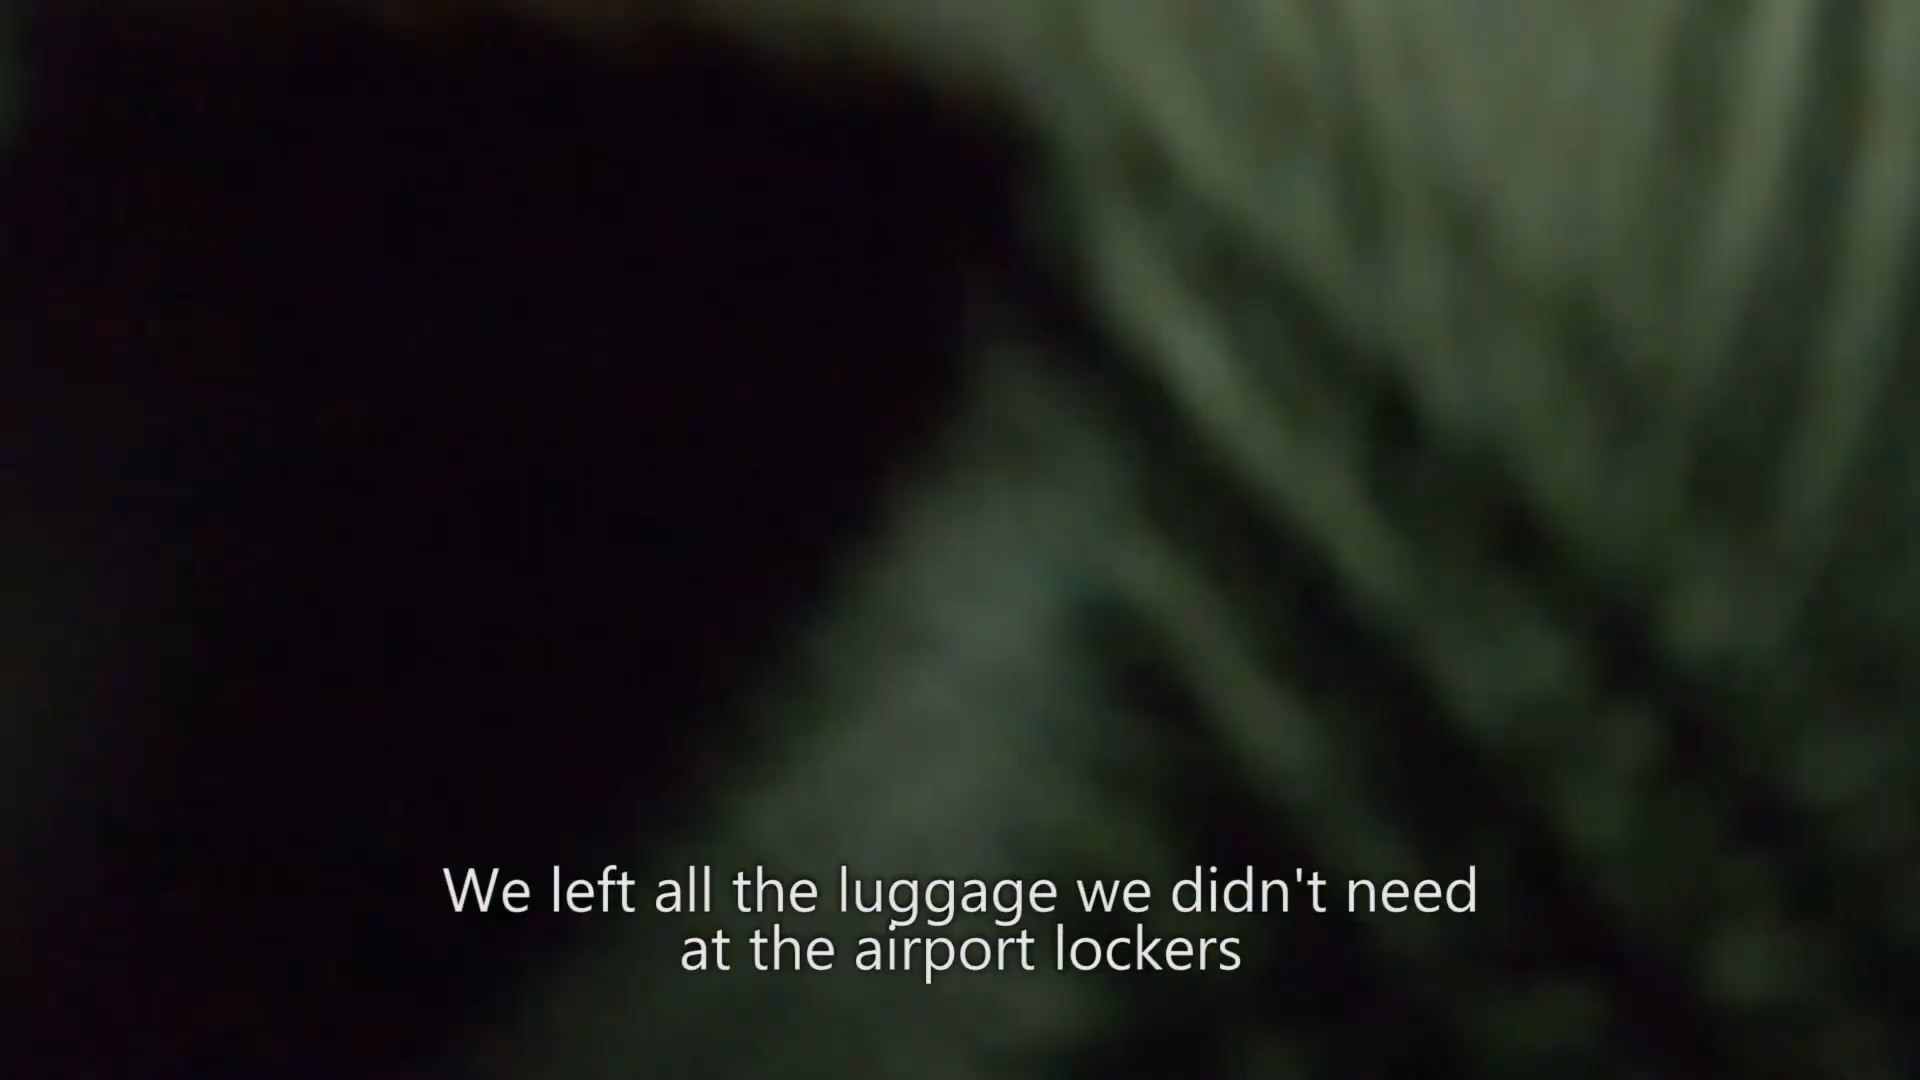 We left all the luggage we didn't need
at the airport lockers